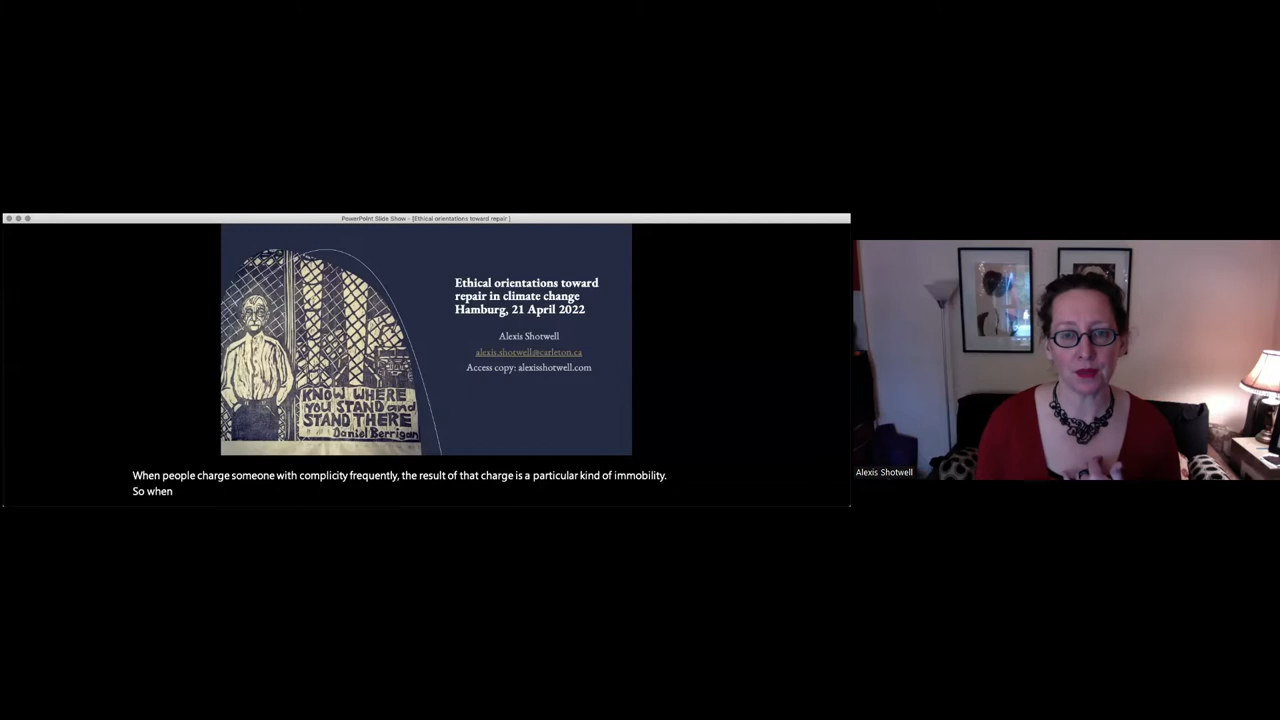 PowerPoint Slide Show - [Ethical orientations toward repair ]
KNOW WHERE
YOU STAND and
STAND THERE
Daniel Berrigan
Ethical orientations toward
repair in climate change
Hamburg, 21 April 2022
Alexis Shotwell
alexis.shotwell@carleton.ca
Access copy: alexisshotwell.com
When people charge someone with complicity frequently, the result of that charge is a particular kind of immobility.
So when
Alexis Shotwell